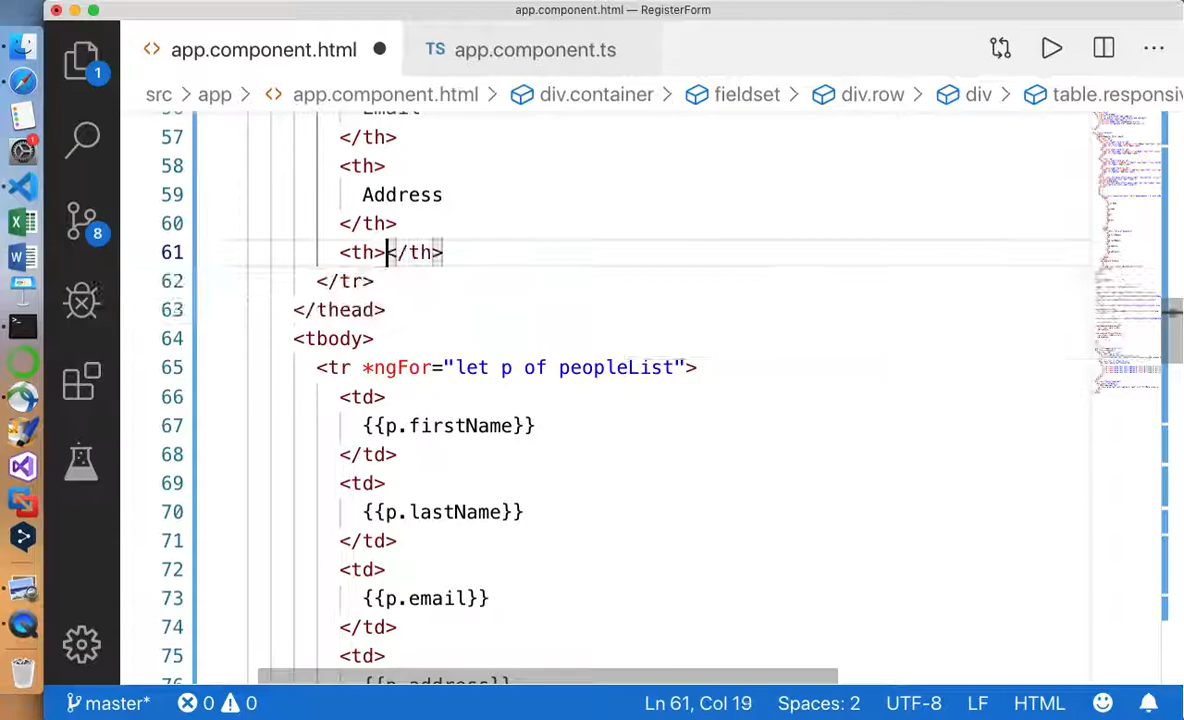 app.component.html — RegisterForm
app.component.html ● TS app.component.ts
1
src > app > <> app.component.html > div.container > fieldset > div.row > div > table.responsiv
57 </th>
58 <th>
59 Address
60 </th>
61 <th></th>
62 </tr>
63 </thead>
64 <tbody>
65 <tr *ngFor="let p of peopleList">
66 <td>
67 {{p.firstName}}
68 </td>
69 <td>
70 {{p.lastName}}
71 </td>
72 <td>
73 {{p.email}}
74 </td>
75 <td>
{{p.address}}
8
master* 0 0 Ln 61, Col 19 Spaces: 2 UTF-8 LF HTML